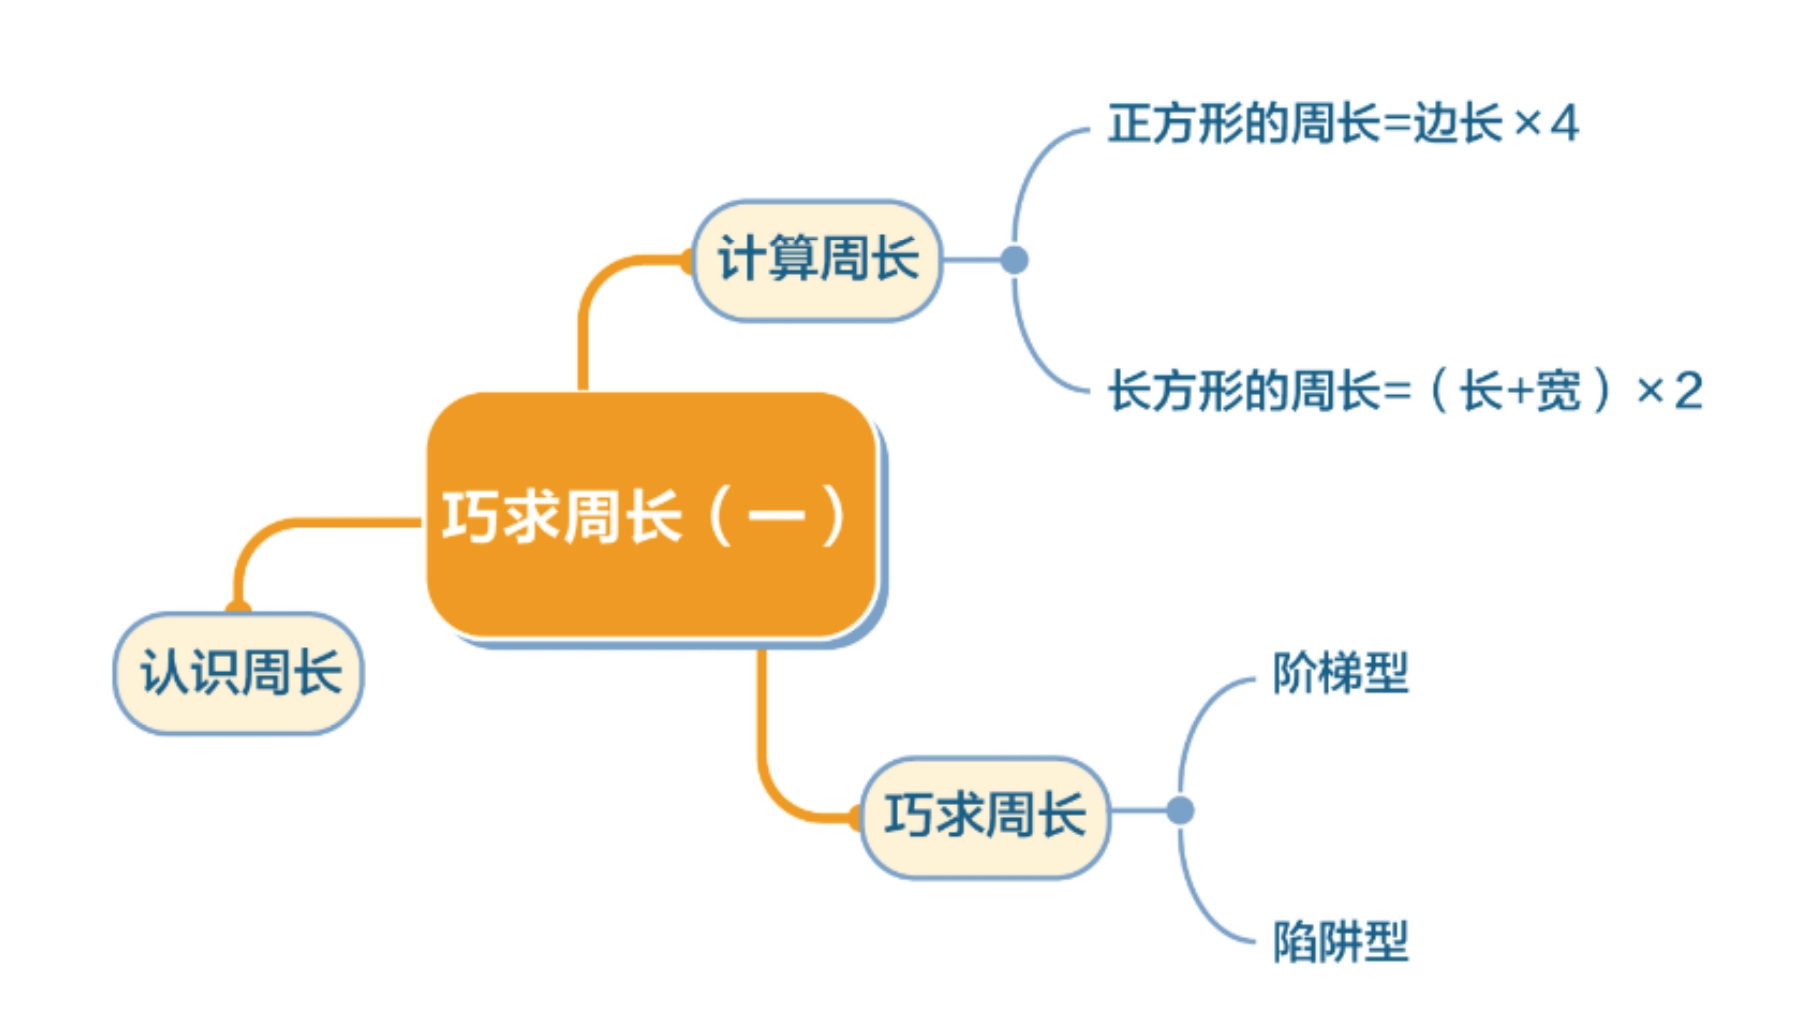 正方形的周长=边长×4
计算周长
长方形的周长=（长+宽）×2
巧求周长（一）
认识周长
阶梯型
巧求周长
陷阱型